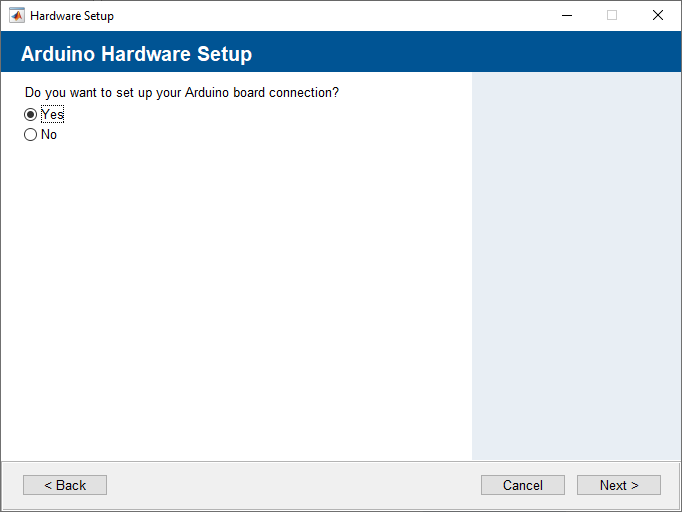 Hardware Setup
Arduino Hardware Setup
Do you want to set up your Arduino board connection?
Yes
No
< Back
Cancel
Next >